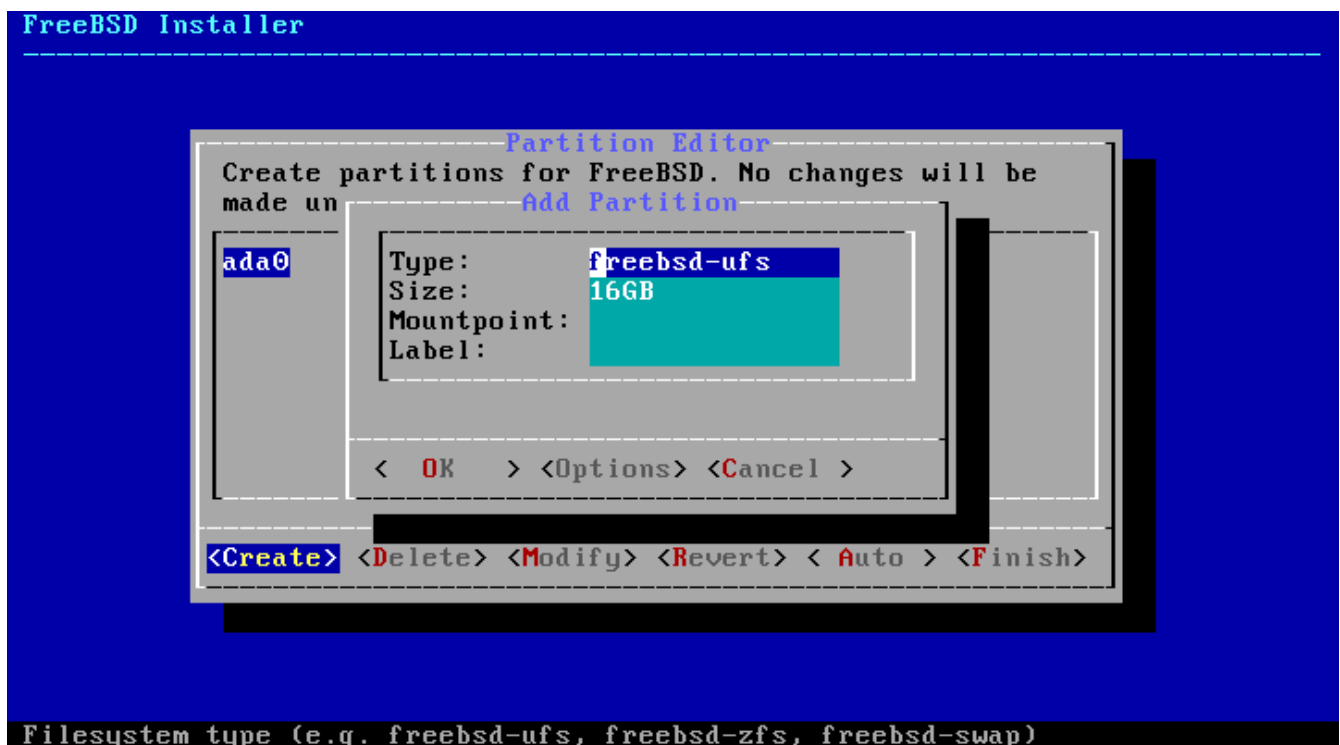 FreeBSD Installer
Partition Editor
Create partitions for FreeBSD. No changes will be
made un
Add Partition
ada0
Type: freebsd-ufs
Size: 16GB
Mountpoint:
Label:
< OK > <Options> <Cancel >
<Create> <Delete> <Modify> <Revert> < Auto > <Finish>
Filesystem type (e.g. freebsd-ufs, freebsd-zfs, freebsd-swap)